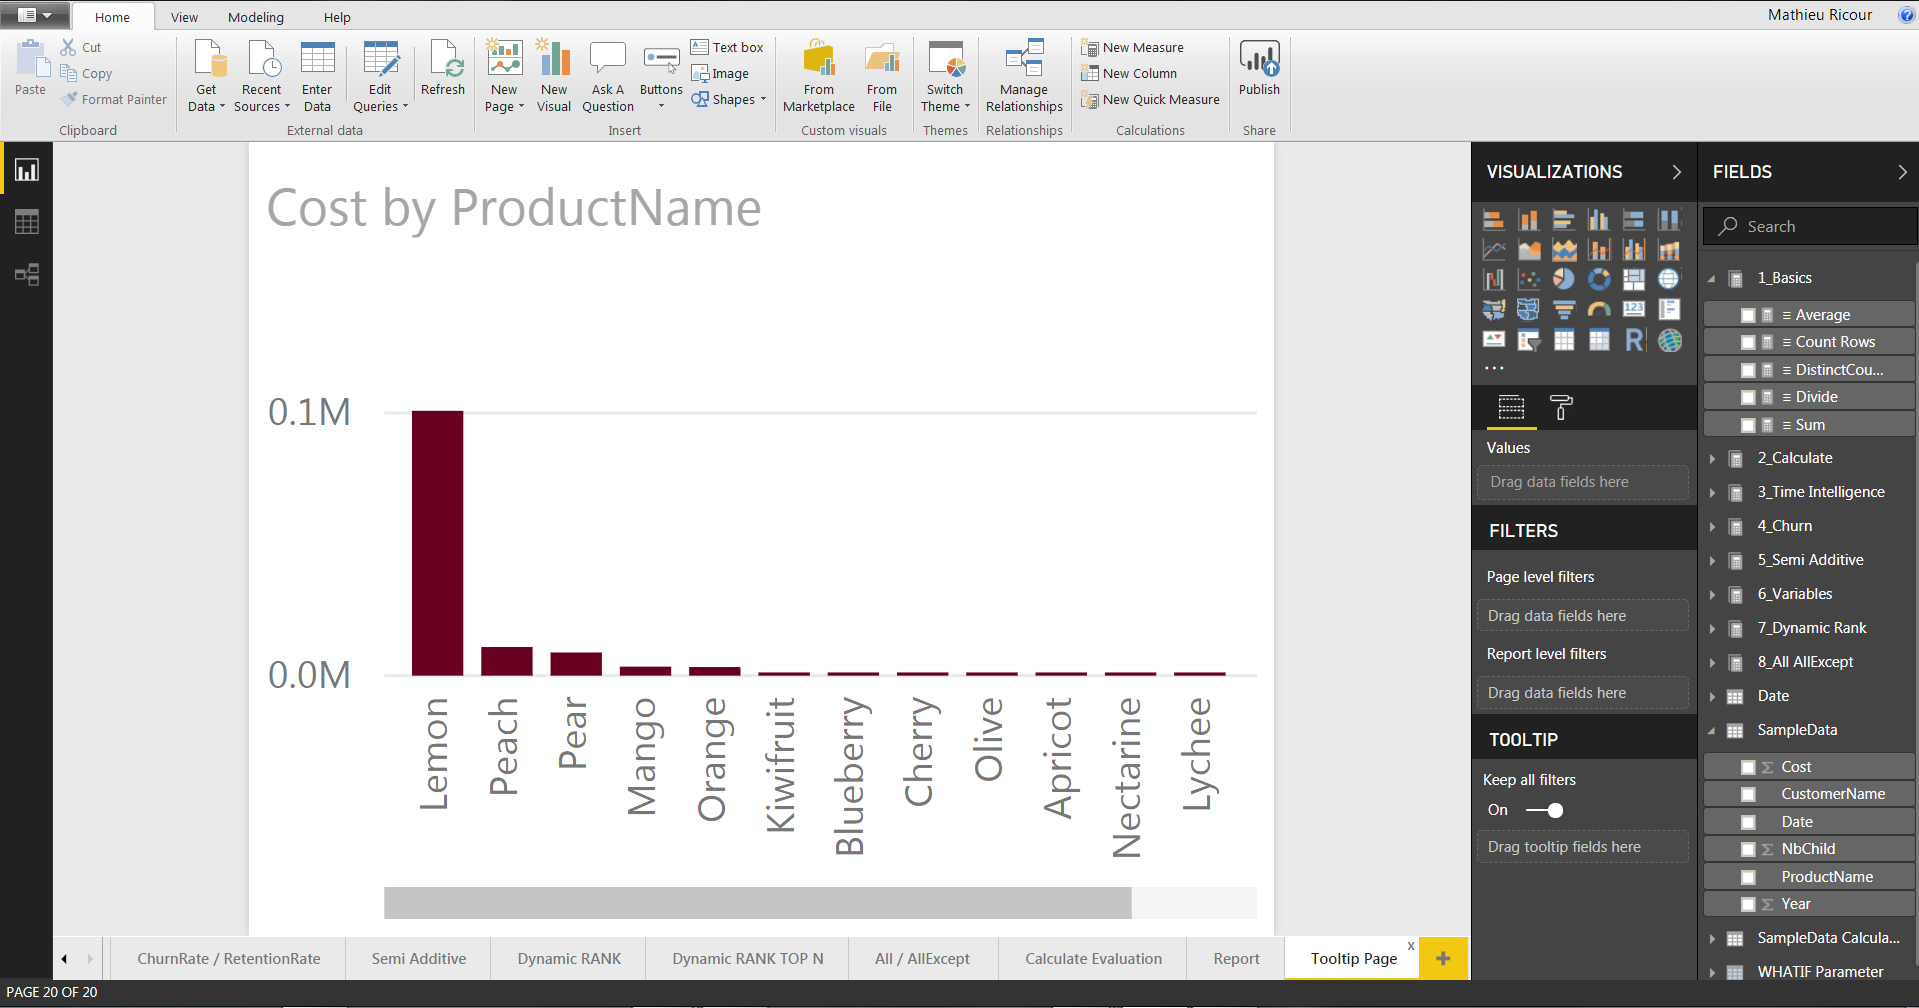 Home View Modeling Help Mathieu Ricour
Paste
Cut
Copy
Format Painter
Clipboard
Get Data
Recent Sources
Enter Data
Edit Queries
Refresh
External data
New Page
New Visual
Ask A Question
Buttons
Text box
Image
Shapes
Insert
From Marketplace
From File
Custom visuals
Switch Theme
Themes
Manage Relationships
Relationships
New Measure
New Column
New Quick Measure
Calculations
Publish
Share
Cost by ProductName
0.1M
0.0M
Lemon
Peach
Pear
Mango
Orange
Kiwifruit
Blueberry
Cherry
Olive
Apricot
Nectarine
Lychee
VISUALIZATIONS
123
R
...
Values
Drag data fields here
FILTERS
Page level filters
Drag data fields here
Report level filters
Drag data fields here
TOOLTIP
Keep all filters
On
Drag tooltip fields here
FIELDS
Search
1_Basics
Average
Count Rows
DistinctCou...
Divide
Sum
2_Calculate
3_Time Intelligence
4_Churn
5_Semi Additive
6_Variables
7_Dynamic Rank
8_All AllExcept
Date
SampleData
Cost
CustomerName
Date
NbChild
ProductName
Year
SampleData Calcula...
WHATIF Parameter
ChurnRate / RetentionRate Semi Additive Dynamic RANK Dynamic RANK TOP N All / AllExcept Calculate Evaluation Report Tooltip Page x +
PAGE 20 OF 20